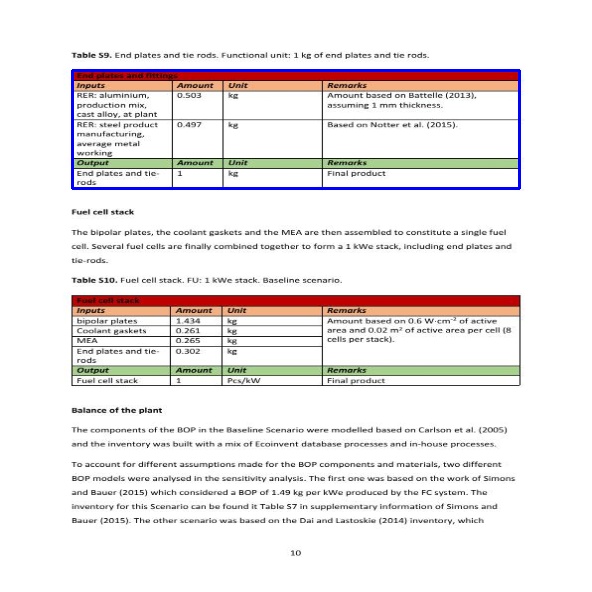 Table S9. End plates and tie rods. Functional unit: 1 kg of end plates and tie rods.
End plates and fittings
Inputs Amount Unit Remarks
RER: aluminium, production mix, cast alloy, at plant 0.503 kg Amount based on Battelle (2013), assuming 1 mm thickness.
RER: steel product manufacturing, average metal working 0.497 kg Based on Notter et al. (2015).
Output Amount Unit Remarks
End plates and tie-rods 1 kg Final product
Fuel cell stack
The bipolar plates, the coolant gaskets and the MEA are then assembled to constitute a single fuel
cell. Several fuel cells are finally combined together to form a 1 kWe stack, including end plates and
tie-rods.
Table S10. Fuel cell stack. FU: 1 kWe stack. Baseline scenario.
Fuel cell stack
Inputs Amount Unit Remarks
bipolar plates 1.434 kg Amount based on 0.6 W·cm⁻² of active
Coolant gaskets 0.261 kg area and 0.02 m² of active area per cell (8
MEA 0.265 kg cells per stack).
End plates and tie-rods 0.302 kg
Output Amount Unit Remarks
Fuel cell stack 1 Pcs/kW Final product
Balance of the plant
The components of the BOP in the Baseline Scenario were modelled based on Carlson et al. (2005)
and the inventory was built with a mix of Ecoinvent database processes and in-house processes.
To account for different assumptions made for the BOP components and materials, two different
BOP models were analysed in the sensitivity analysis. The first one was based on the work of Simons
and Bauer (2015) which considered a BOP of 1.49 kg per kWe produced by the FC system. The
inventory for this Scenario can be found it Table S7 in supplementary information of Simons and
Bauer (2015). The other scenario was based on the Dai and Lastoskie (2014) inventory, which
10